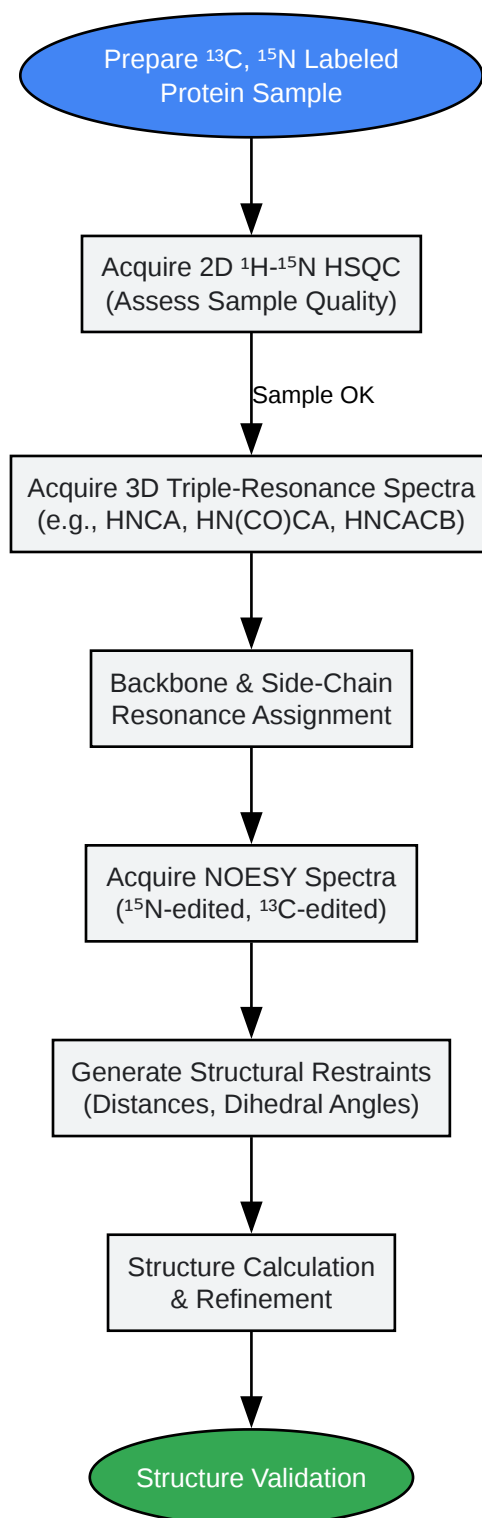 Prepare ¹³C, ¹⁵N Labeled
Protein Sample
Acquire 2D ¹H-¹⁵N HSQC
(Assess Sample Quality)
Sample OK
Acquire 3D Triple-Resonance Spectra
(e.g., HNCA, HN(CO)CA, HNCACB)
Backbone & Side-Chain
Resonance Assignment
Acquire NOESY Spectra
(¹⁵N-edited, ¹³C-edited)
Generate Structural Restraints
(Distances, Dihedral Angles)
Structure Calculation
& Refinement
Structure Validation